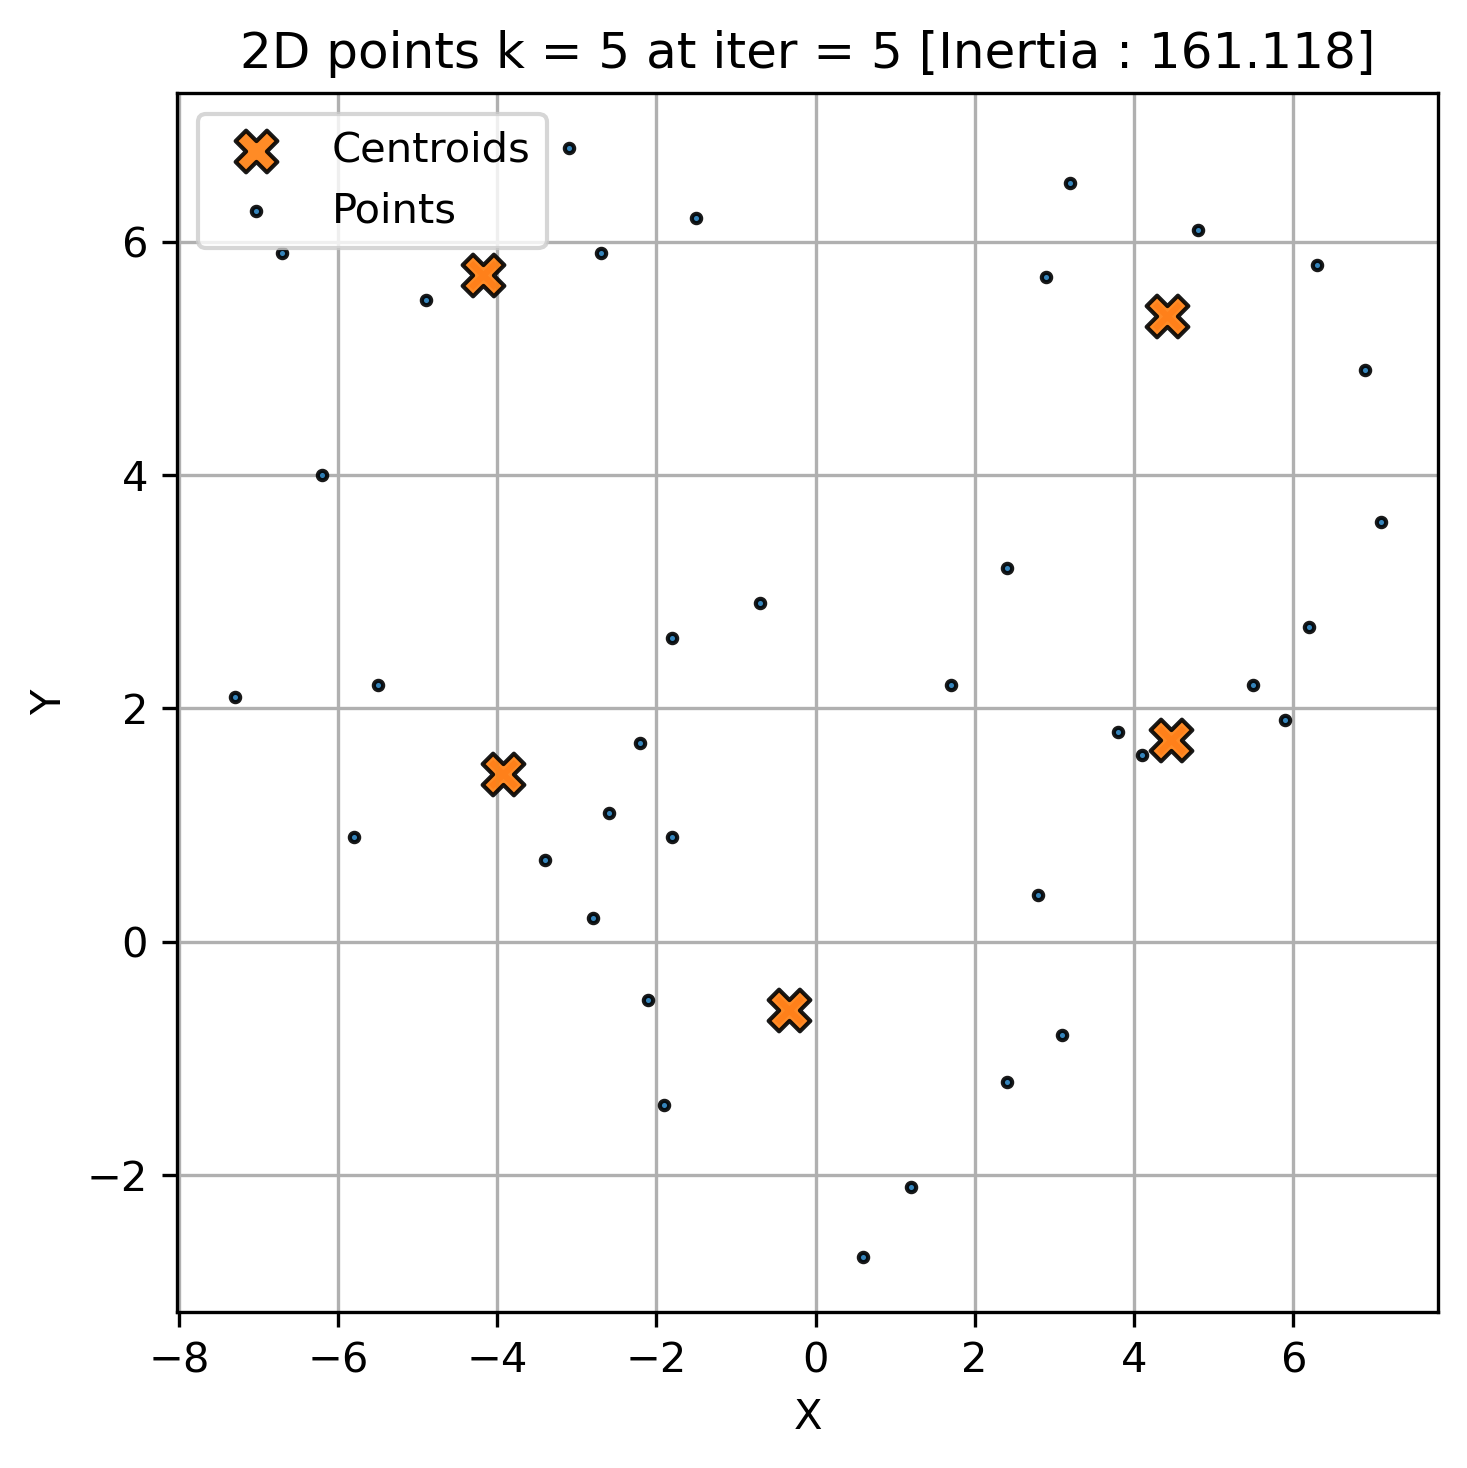 2D points k = 5 at iter = 5 [Inertia : 161.118]
Centroids
Points
6
4
2
0
−2
Y
−8 −6 −4 −2 0 2 4 6
X